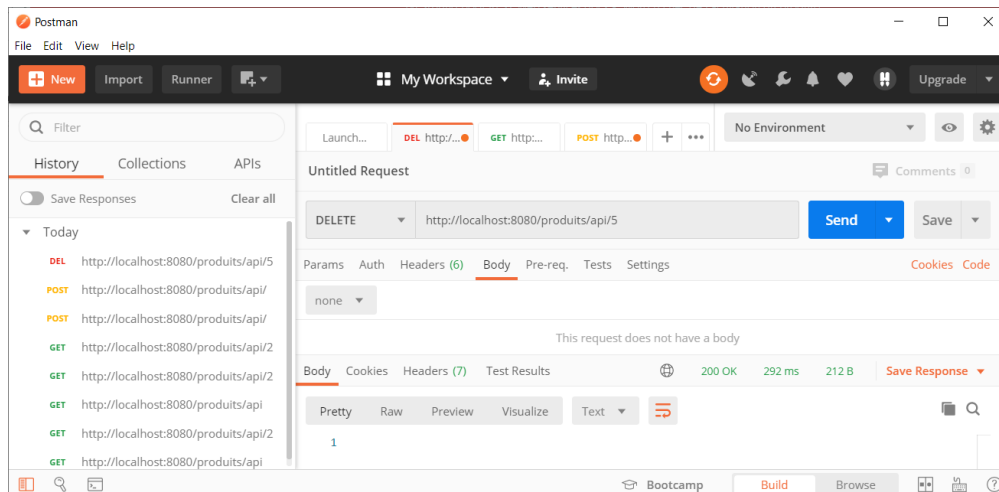 Postman
File Edit View Help
New Import Runner My Workspace Invite Upgrade
Filter
History Collections APIs
Save Responses Clear all
Today
DEL http://localhost:8080/produits/api/5
POST http://localhost:8080/produits/api/
POST http://localhost:8080/produits/api/
GET http://localhost:8080/produits/api/2
GET http://localhost:8080/produits/api/2
GET http://localhost:8080/produits/api
GET http://localhost:8080/produits/api/2
GET http://localhost:8080/produits/api
Launch... DEL http:/... GET http:... POST http... No Environment
Untitled Request Comments 0
DELETE http://localhost:8080/produits/api/5 Send Save
Params Auth Headers (6) Body Pre-req. Tests Settings Cookies Code
none
This request does not have a body
Body Cookies Headers (7) Test Results 200 OK 292 ms 212 B Save Response
Pretty Raw Preview Visualize Text
1
Bootcamp Build Browse